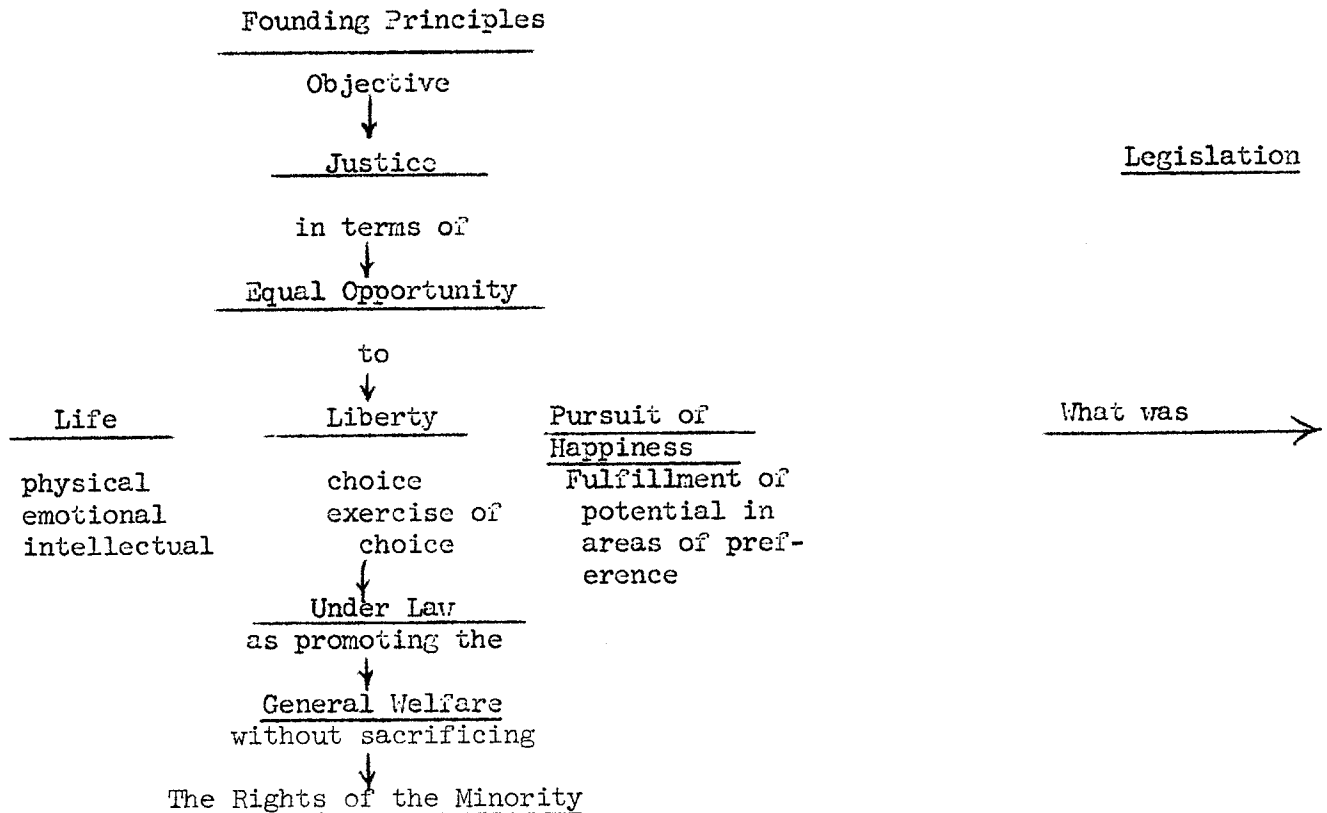 Founding Principles
Objective
Justice
Legislation
in terms of
Equal Opportunity
to
Life
Liberty
Pursuit of
Happiness
What was
physical
emotional
intellectual
choice
exercise of
choice
Fulfillment of
potential in
areas of pref-
erence
Under Law
as promoting the
General Welfare
without sacrificing
The Rights of the Minority